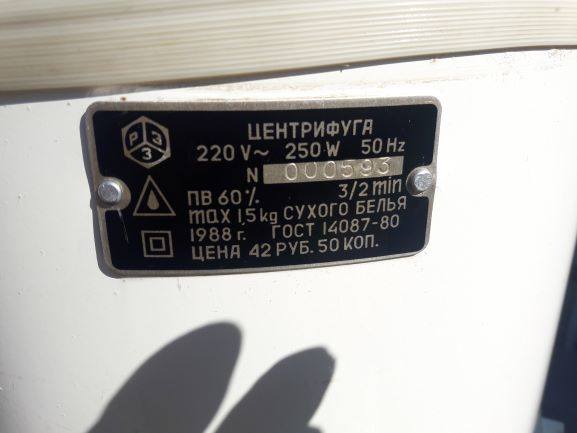 РЗЗ
ЦЕНТРИФУГА
220 V~ 250 W 50 Hz
N 000593
ПВ 60% 3/2 min
max 1,5 kg СУХОГО БЕЛЬЯ
1988 г. ГОСТ 14087-80
ЦЕНА 42 РУБ. 50 КОП.